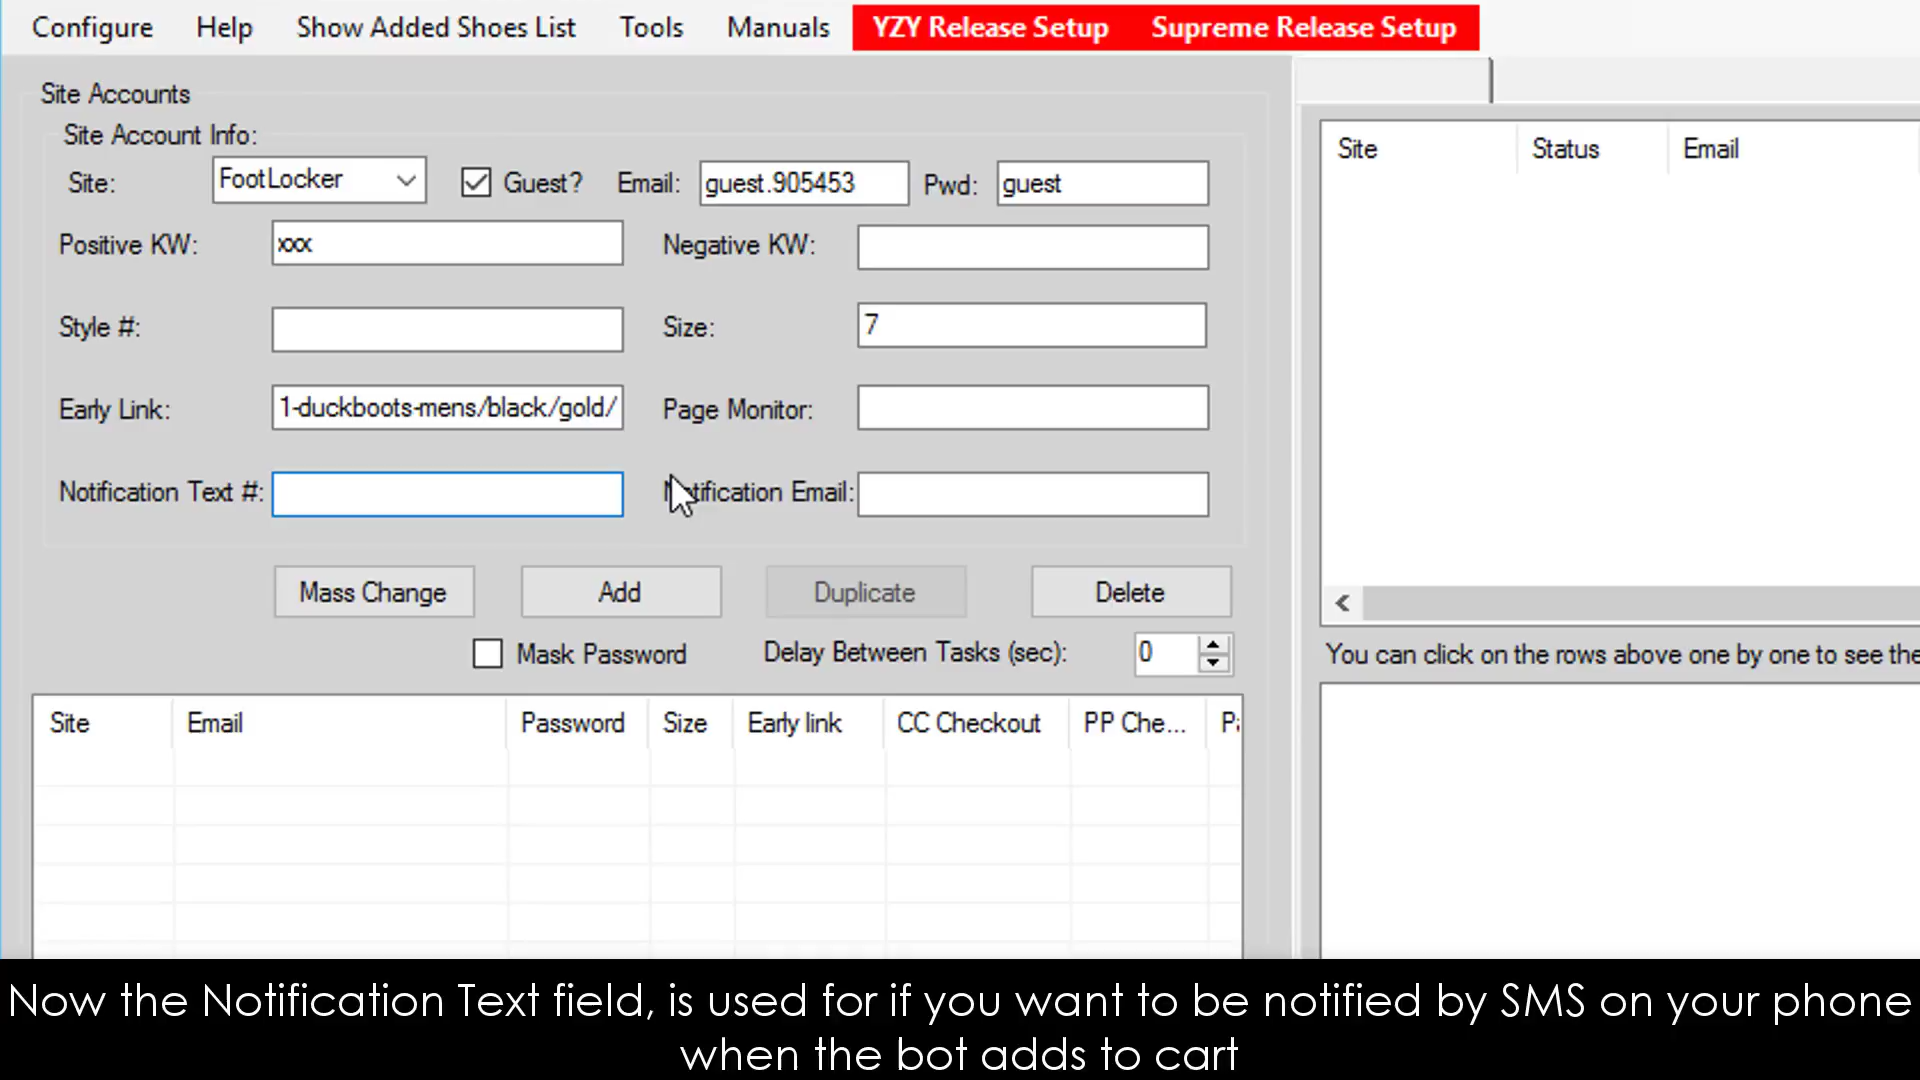 Configure Help Show Added Shoes List Tools Manuals YZY Release Setup Supreme Release Setup
Site Accounts
Site Account Info:
Site: FootLocker Guest? Email: guest.905453 Pwd: guest
Positive KW: xxx Negative KW:
Style #: Size: 7
Early Link: 1-duckboots-mens/black/gold/ Page Monitor:
Notification Text #: Notification Email:
Mass Change Add Duplicate Delete
Mask Password Delay Between Tasks (sec): 0
Site Email Password Size Early link CC Checkout PP Che...
Site Status Email
You can click on the rows above one by one to see the
Now the Notification Text field, is used for if you want to be notified by SMS on your phone
when the bot adds to cart